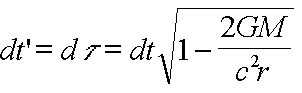 dt' = d𝜏 = dt√(1 − 2GM / c²r)